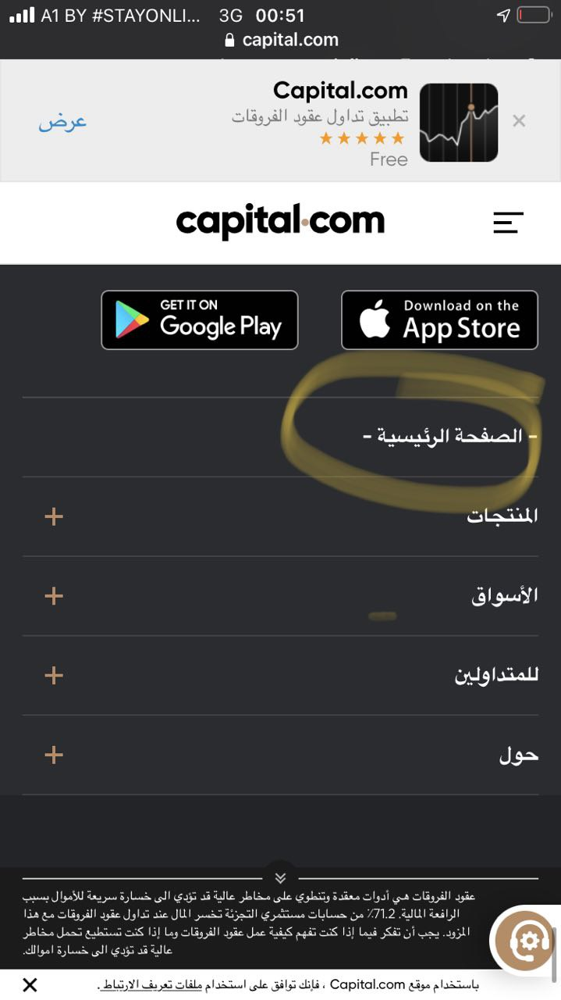 A1 BY #STAYONLI... 3G 00:51
capital.com
Capital.com
تطبيق تداول عقود الفروقات
عرض
Free
capital.com
GET IT ON
Google Play
Download on the
App Store
- الصفحة الرئيسية -
المنتجات
الأسواق
للمتداولين
حول
عقود الفروقات هي أدوات معقدة وتنطوي على مخاطر عالية قد تؤدي الى خسارة سريعة للأموال بسبب
الرافعة المالية. 71.2٪ من حسابات مستثمري التجزئة تخسر المال عند تداول عقود الفروقات مع هذا
المزود. يجب أن تفكر فيما إذا كنت تفهم كيفية عمل عقود الفروقات وما إذا كنت تستطيع تحمل مخاطر
عالية قد تؤدي الى خسارة اموالك.
باستخدام موقع Capital.com ، فإنك توافق على استخدام ملفات تعريف الارتباط .